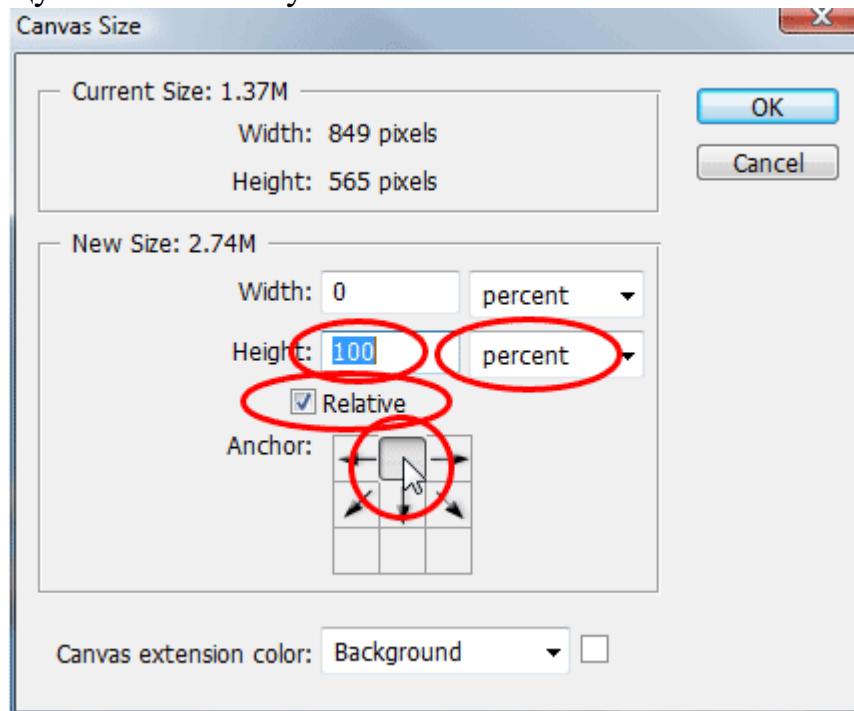 Canvas Size
Current Size: 1.37M
Width: 849 pixels
Height: 565 pixels
OK
Cancel
New Size: 2.74M
Width: 0 percent
Height: 100 percent
Relative
Anchor:
Canvas extension color: Background